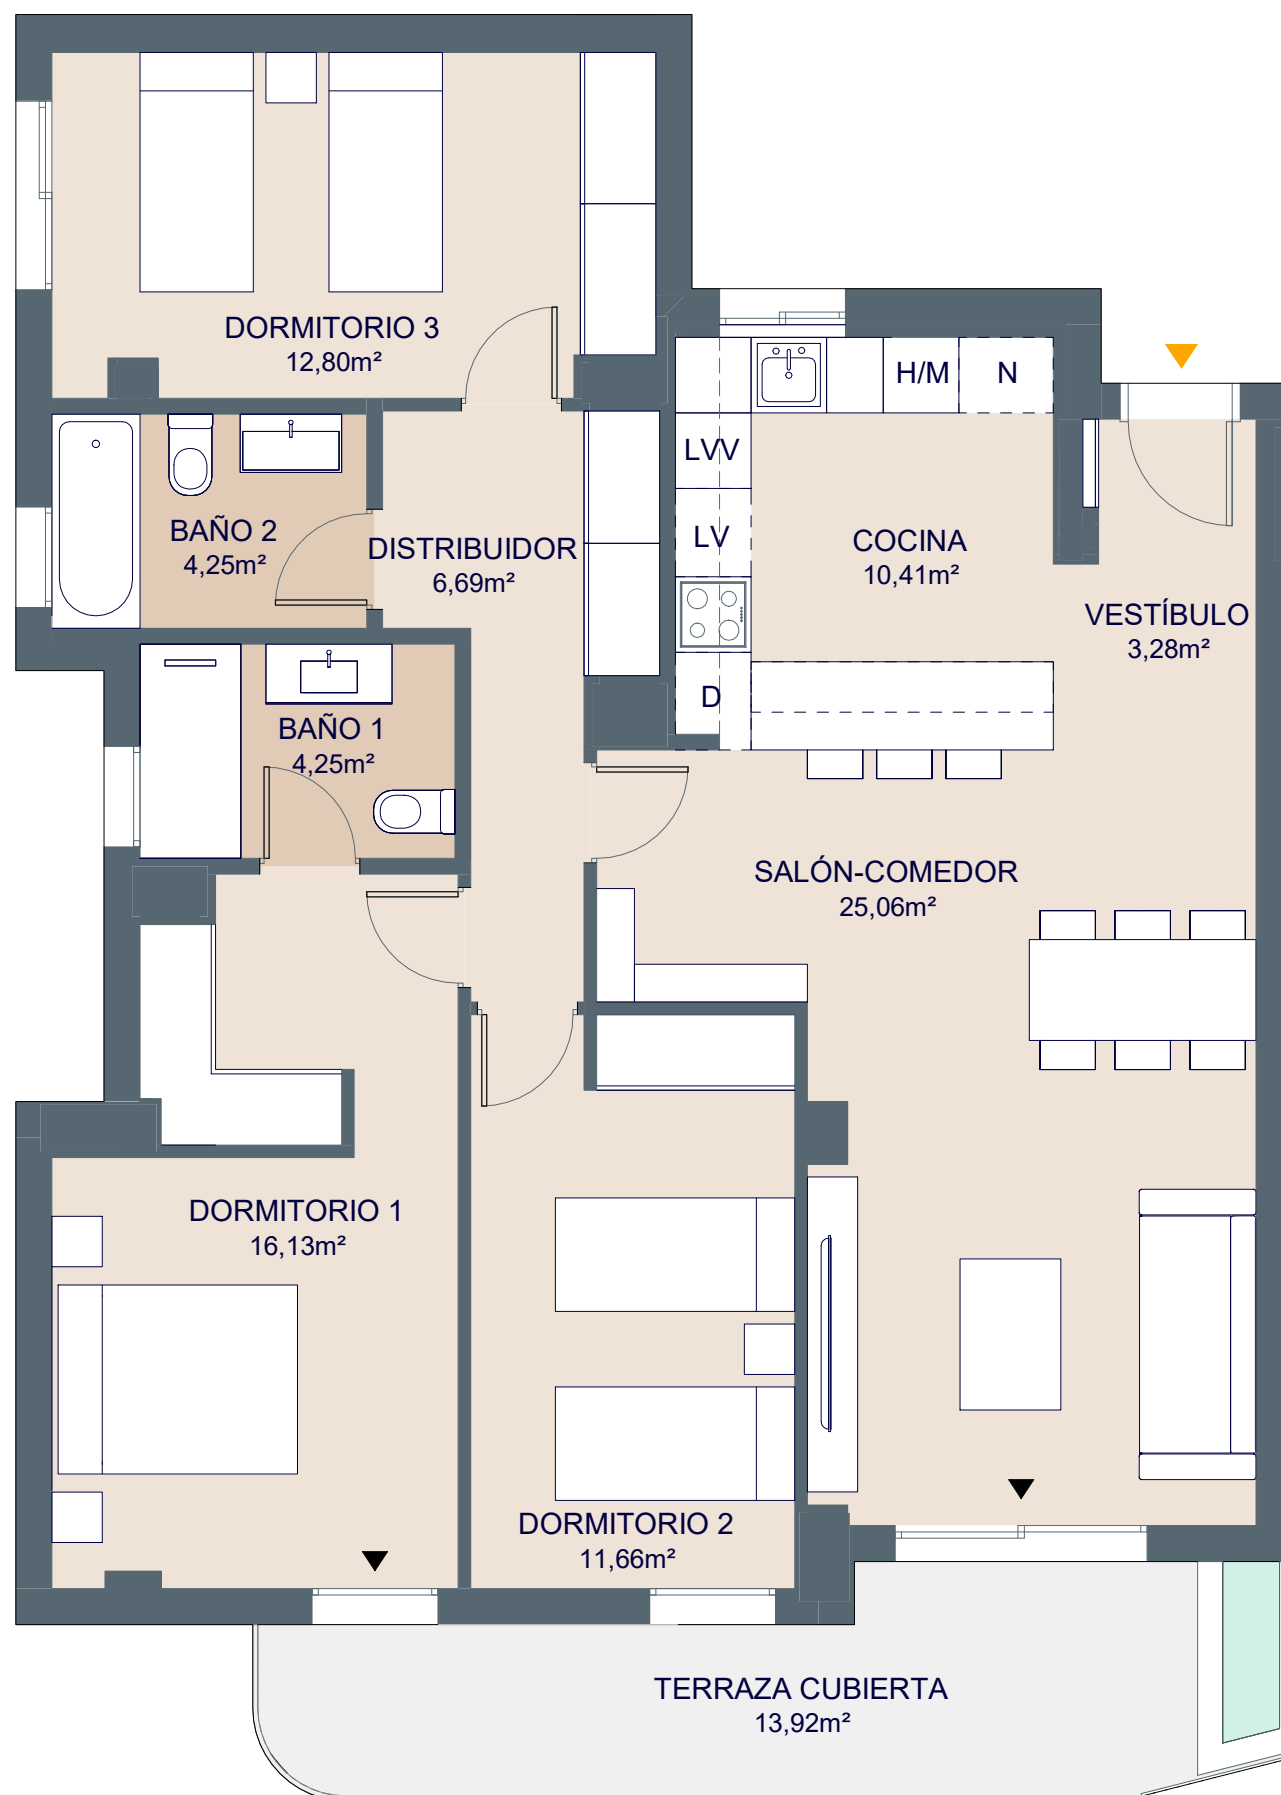 DORMITORIO 3
12,80m²
H/M
N
LVV
LV
D
BAÑO 2
4,25m²
DISTRIBUIDOR
6,69m²
COCINA
10,41m²
VESTÍBULO
3,28m²
BAÑO 1
4,25m²
SALÓN-COMEDOR
25,06m²
DORMITORIO 1
16,13m²
DORMITORIO 2
11,66m²
TERRAZA CUBIERTA
13,92m²